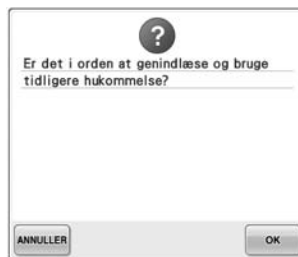 ?
Er det i orden at genindlæse og bruge
tidligere hukommelse?
ANNULLER
OK